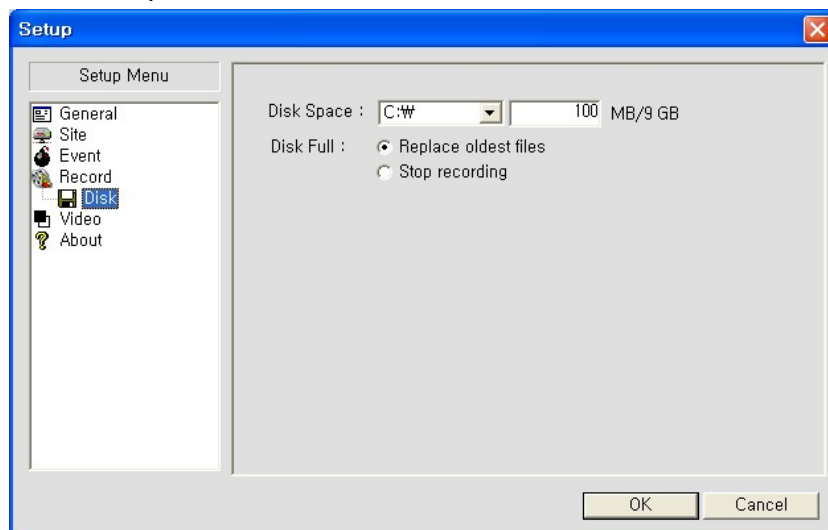 Setup
Setup Menu
General
Site
Event
Record
Disk
Video
About
Disk Space : C:₩ 100 MB/9 GB
Disk Full : Replace oldest files
Stop recording
OK Cancel